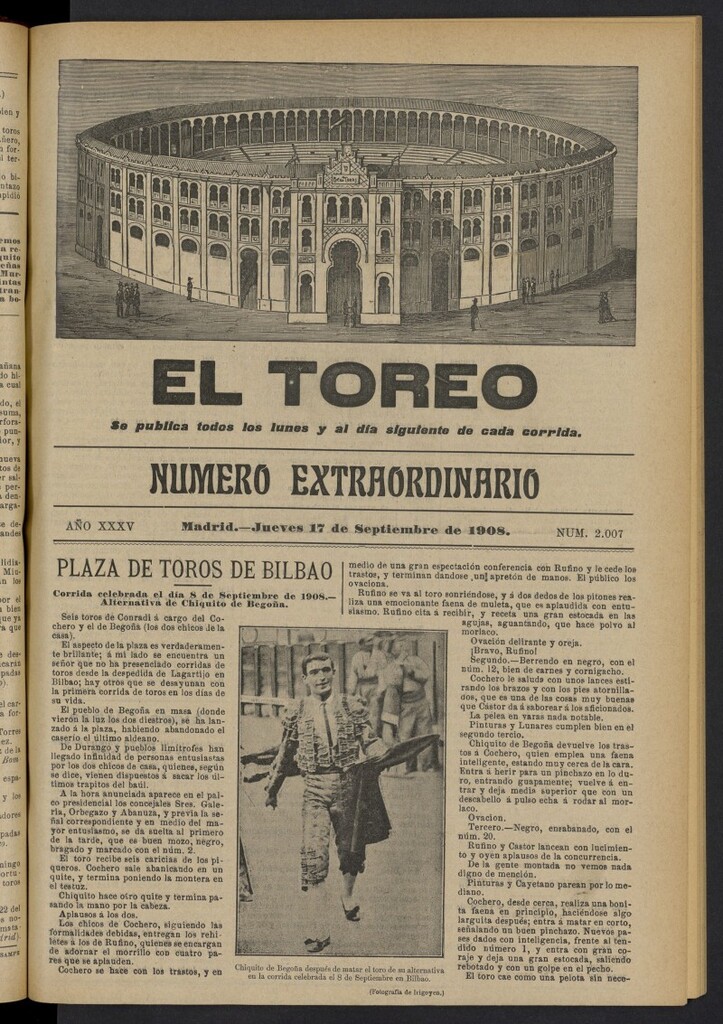 EL TOREO
Se publica todos los lunes y al día siguiente de cada corrida.
NUMERO EXTRAORDINARIO
AÑO XXXV
Madrid.—Jueves 17 de Septiembre de 1908.
NUM. 2.007
PLAZA DE TOROS DE BILBAO
Corrida celebrada el día 8 de Septiembre de 1908.—
Alternativa de Chiquito de Begoña.
Seis toros de Conradi á cargo del Co-
chero y el de Begoña (los dos chicos de la
casa).
El aspecto de la plaza es verdaderamen-
te brillante; á mi lado se encuentra un
señor que no ha presenciado corridas de
toros desde la despedida de Lagartijo en
Bilbao; hay otros que se desayunan con
la primera corrida de toros en los días de
su vida.
El pueblo de Begoña en masa (donde
vieron la luz los dos diestros), se ha lan-
zado á la plaza, habiendo abandonado el
caserío el último aldeano.
De Durango y pueblos limítrofes han
llegado infinidad de personas entusiastas
por los dos chicos de casa, quienes, según
se dice, vienen dispuestos á sacar los úl-
timos trapitos del baúl.
A la hora anunciada aparece en el pal-
co presidencial los concejales Sres. Gale-
ría, Orbegazo y Abanuza, y previa la se-
ñal correspondiente y en medio del ma-
yor entusiasmo, se da suelta al primero
de la tarde, que es buen mozo, negro,
bragado y marcado con el núm. 2.
El toro recibe seis caricias de los pi-
queros. Cochero sale abanicando en un
quite, y termina poniendo la montera en
el testuz.
Chiquito hace otro quite y termina pa-
sando la mano por la cabeza.
Aplausos á los dos.
Los chicos de Cochero, siguiendo las
formalidades debidas, entregan los rehi-
letes á los de Rufino, quienes se encargan
de adornar el morrillo con cuatro pa-
res que se aplauden.
Cochero se hace con los trastos, y en
Chiquito de Begoña después de matar el toro de su alternativa
en la corrida celebrada el 8 de Septiembre en Bilbao.
(Fotografía de Irigoyen.)
medio de una gran espectación conferencia con Rufino y le cede los
trastos, y terminan dandose un apretón de manos. El público los
ovaciona.
Rufino se va al toro sonriéndose, y á dos dedos de los pitones rea-
liza una emocionante faena de muleta, que es aplaudida con entu-
siasmo. Rufino cita á recibir, y receta una gran estocada en las
agujas, aguantando, que hace polvo al
morlaco.
Ovación delirante y oreja.
¡Bravo, Rufino!
Segundo.—Berrendo en negro, con el
núm. 12, bien de carnes y cornigacho.
Cochero le saluda con unos lances esti-
rando los brazos y con los pies atornilla-
dos, que es una de las cosas muy buenas
que Cástor da á saborear á los aficionados.
La pelea en varas nada notable.
Pinturas y Lunares cumplen bien en el
segundo tercio.
Chiquito de Begoña devuelve los tras-
tos á Cochero, quien emplea una faena
inteligente, estando muy cerca de la cara.
Entra á herir para un pinchazo en lo du-
ro, entrando guapamente; vuelve á en-
trar y deja media superior que con un
descabello á pulso echa á rodar al mor-
laco.
Ovacion.
Tercero.—Negro, enrabanado, con el
núm. 20.
Rufino y Castor lancean con lucimien-
to y oyen aplausos de la concurrencia.
De la gente montada no vemos nada
digno de mención.
Pinturas y Cayetano parean por lo me-
diano.
Cochero, desde cerca, realiza una boni-
ta faena en principio, haciéndose algo
larguita después; entra á matar en corto,
señalando un buen pinchazo. Nuevos pa-
ses dados con inteligencia, frente al ten-
dido número 1, y entra con gran co-
raje y deja una gran estocada, saliendo
rebotado y con un golpe en el pecho.
El toro cae como una pelota sin nece-